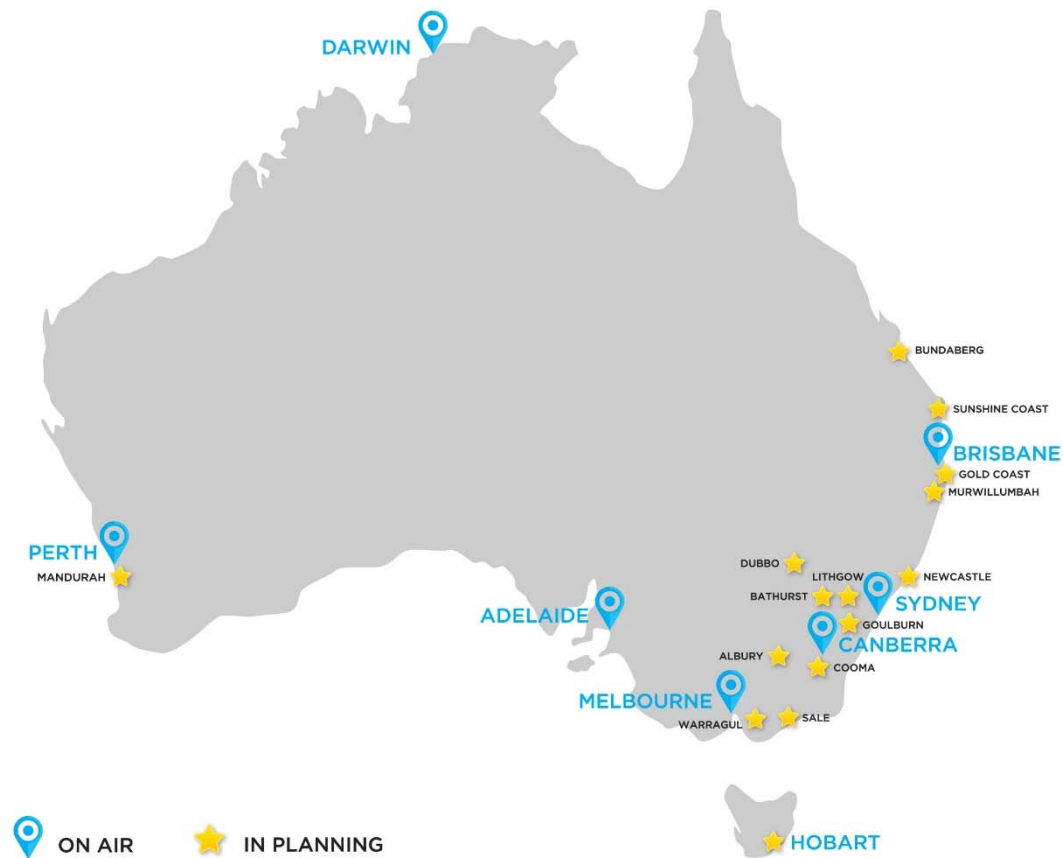 DARWIN
BUNDABERG
SUNSHINE COAST
BRISBANE
GOLD COAST
MURWILLUMBAH
PERTH
MANDURAH
DUBBO
LITHGOW
NEWCASTLE
BATHURST
SYDNEY
ADELAIDE
GOULBURN
CANBERRA
ALBURY
COOMA
MELBOURNE
WARRAGUL
SALE
HOBART
ON AIR
IN PLANNING